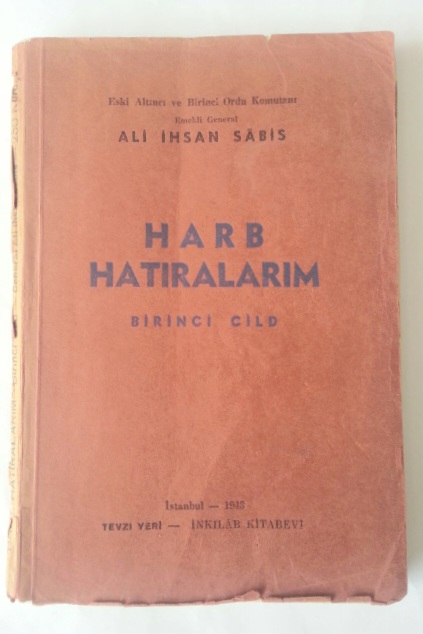 Eski Altıncı ve Birinci Ordu Komutanı
Emekli General
ALİ İHSAN SÂBİS
HARB
HATIRALARIM
BİRİNCİ CİLD
İstanbul — 1943
TEVZI YERİ — İNKILÂB KİTABEVİ
HATIRALARIM